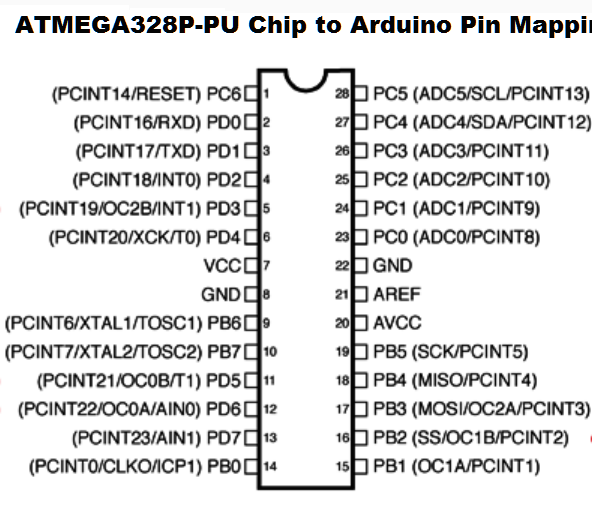 ATMEGA328P-PU Chip to Arduino Pin Mappin
(PCINT14/RESET) PC6 1 28 PC5 (ADC5/SCL/PCINT13)
(PCINT16/RXD) PD0 2 27 PC4 (ADC4/SDA/PCINT12)
(PCINT17/TXD) PD1 3 26 PC3 (ADC3/PCINT11)
(PCINT18/INT0) PD2 4 25 PC2 (ADC2/PCINT10)
(PCINT19/OC2B/INT1) PD3 5 24 PC1 (ADC1/PCINT9)
(PCINT20/XCK/T0) PD4 6 23 PC0 (ADC0/PCINT8)
VCC 7 22 GND
GND 8 21 AREF
(PCINT6/XTAL1/TOSC1) PB6 9 20 AVCC
(PCINT7/XTAL2/TOSC2) PB7 10 19 PB5 (SCK/PCINT5)
(PCINT21/OC0B/T1) PD5 11 18 PB4 (MISO/PCINT4)
(PCINT22/OC0A/AIN0) PD6 12 17 PB3 (MOSI/OC2A/PCINT3)
(PCINT23/AIN1) PD7 13 16 PB2 (SS/OC1B/PCINT2)
(PCINT0/CLKO/ICP1) PB0 14 15 PB1 (OC1A/PCINT1)